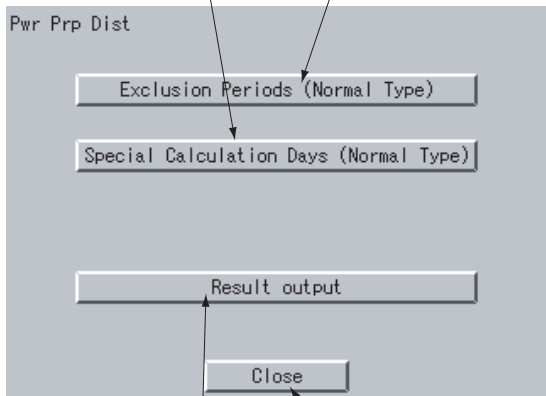 Pwr Prp Dist
Exclusion Periods (Normal Type)
Special Calculation Days (Normal Type)
Result output
Close